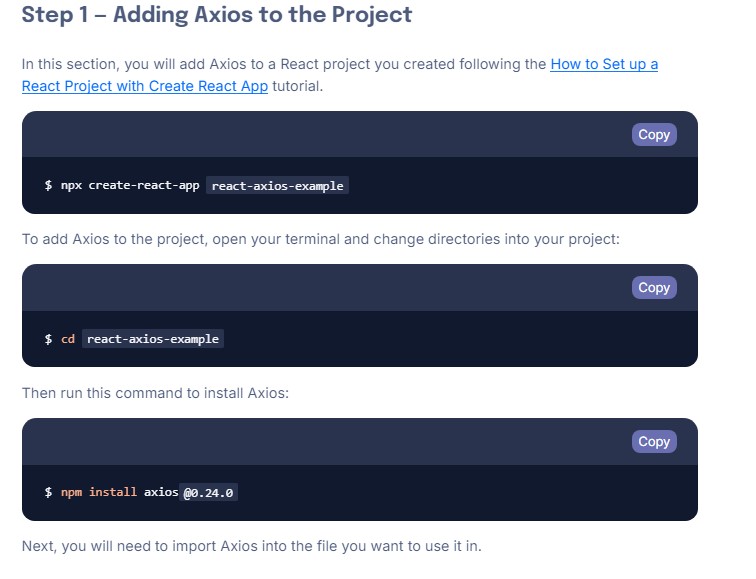 Step 1 – Adding Axios to the Project
In this section, you will add Axios to a React project you created following the How to Set up a
React Project with Create React App tutorial.
Copy
$ npx create-react-app react-axios-example
To add Axios to the project, open your terminal and change directories into your project:
Copy
$ cd react-axios-example
Then run this command to install Axios:
Copy
$ npm install axios@0.24.0
Next, you will need to import Axios into the file you want to use it in.